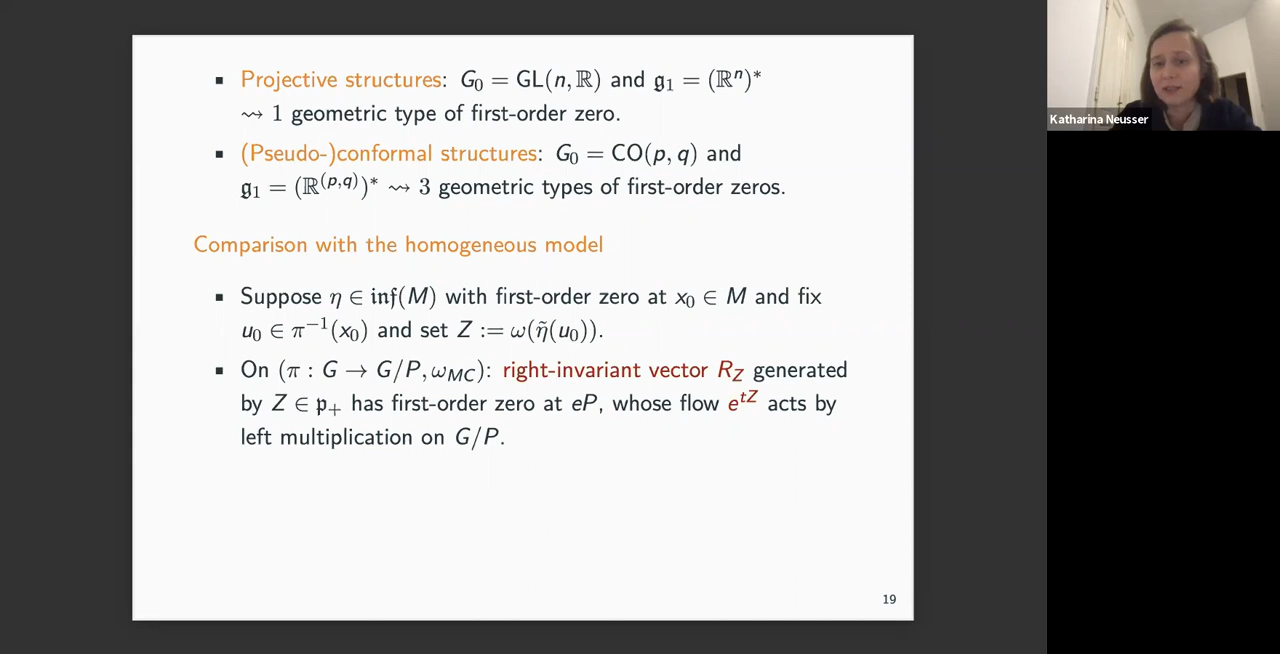 ▪ Projective structures: G₀ = GL(n, ℝ) and 𝔤₁ = (ℝⁿ)*
⇝ 1 geometric type of first-order zero.
▪ (Pseudo-)conformal structures: G₀ = CO(p, q) and
𝔤₁ = (ℝ⁽ᵖ,𐞥⁾)* ⇝ 3 geometric types of first-order zeros.
Comparison with the homogeneous model
▪ Suppose η ∈ 𝔦𝔫𝔣(M) with first-order zero at x₀ ∈ M and fix
u₀ ∈ π⁻¹(x₀) and set Z := ω(η̃(u₀)).
▪ On (π : G → G/P, ω_MC): right-invariant vector R_Z generated
by Z ∈ 𝔭₊ has first-order zero at eP, whose flow e^{tZ} acts by
left multiplication on G/P.
19
Katharina Neusser